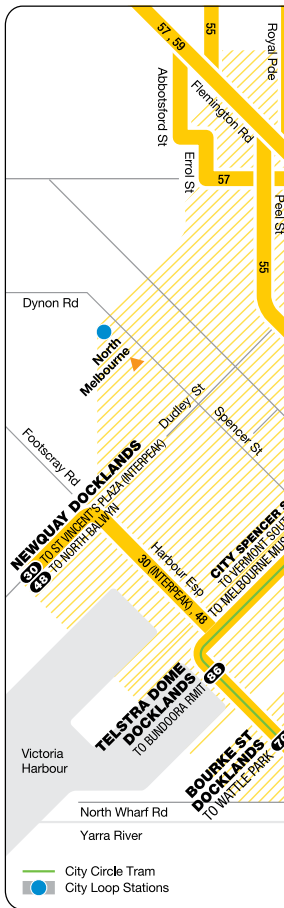 57, 59
55
Royal Pde
Abbotsford St
Flemington Rd
Errol St
57
Peel St
55
Dynon Rd
North
Melbourne
Dudley St
Spencer St
Footscray Rd
NEWQUAY DOCKLANDS
30 TO ST VINCENT'S PLAZA (INTERPEAK)
48 TO NORTH BALWYN
Harbour Esp
30 (INTERPEAK), 48
CITY SPENCER S
TO VERMONT SOUT
TO MELBOURNE MUS
TELSTRA DOME
DOCKLANDS
TO BUNDOORA RMIT 86
BOURKE ST
DOCKLANDS
TO WATTLE PARK
Victoria
Harbour
North Wharf Rd
Yarra River
City Circle Tram
City Loop Stations